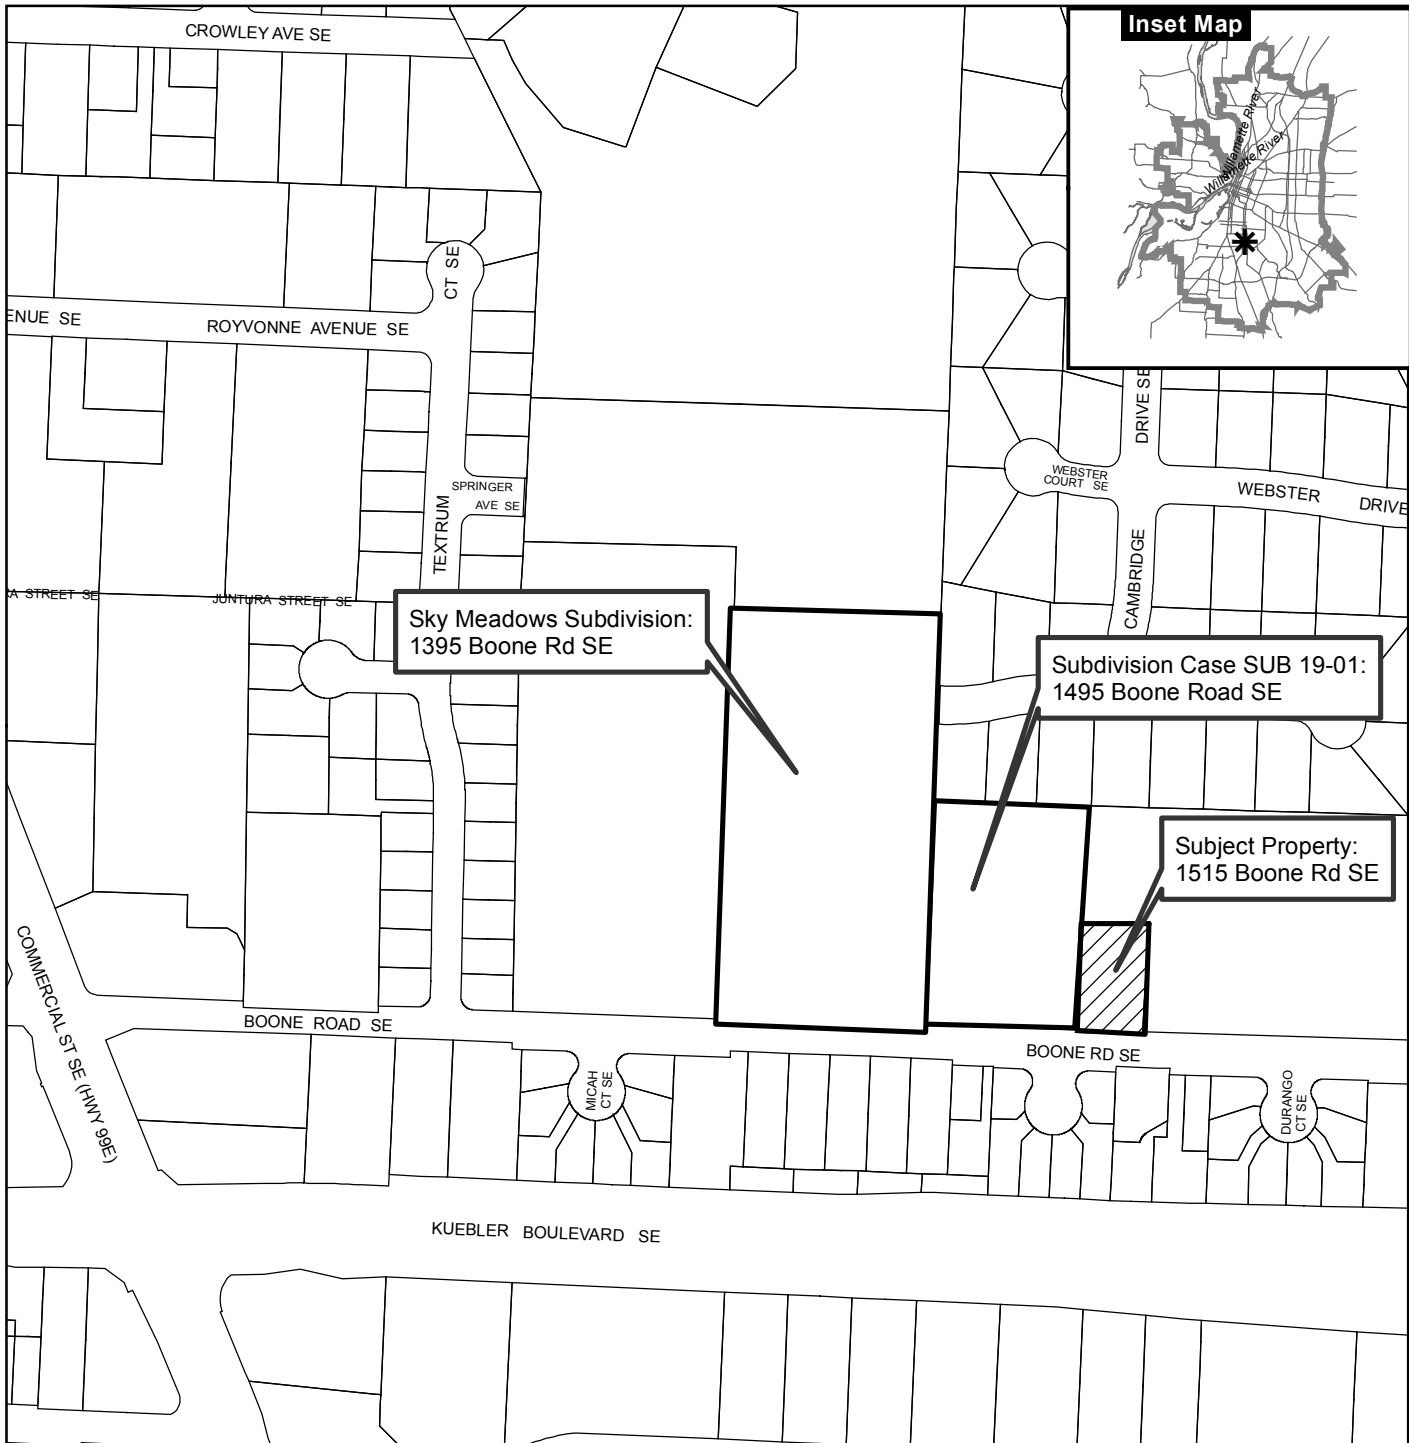 CROWLEY AVE SE
Inset Map
Willamette River
Willamette River
CT SE
ENUE SE
ROYVONNE AVENUE SE
DRIVE SE
WEBSTER
COURT SE
WEBSTER DRIVE
SPRINGER
AVE SE
TEXTRUM
CAMBRIDGE
RA STREET SE
JUNTURA STREET SE
Sky Meadows Subdivision:
1395 Boone Rd SE
Subdivision Case SUB 19-01:
1495 Boone Road SE
Subject Property:
1515 Boone Rd SE
COMMERCIAL ST SE (HWY 99E)
BOONE ROAD SE
BOONE RD SE
MICAH
CT SE
DURANGO
CT SE
KUEBLER BOULEVARD SE